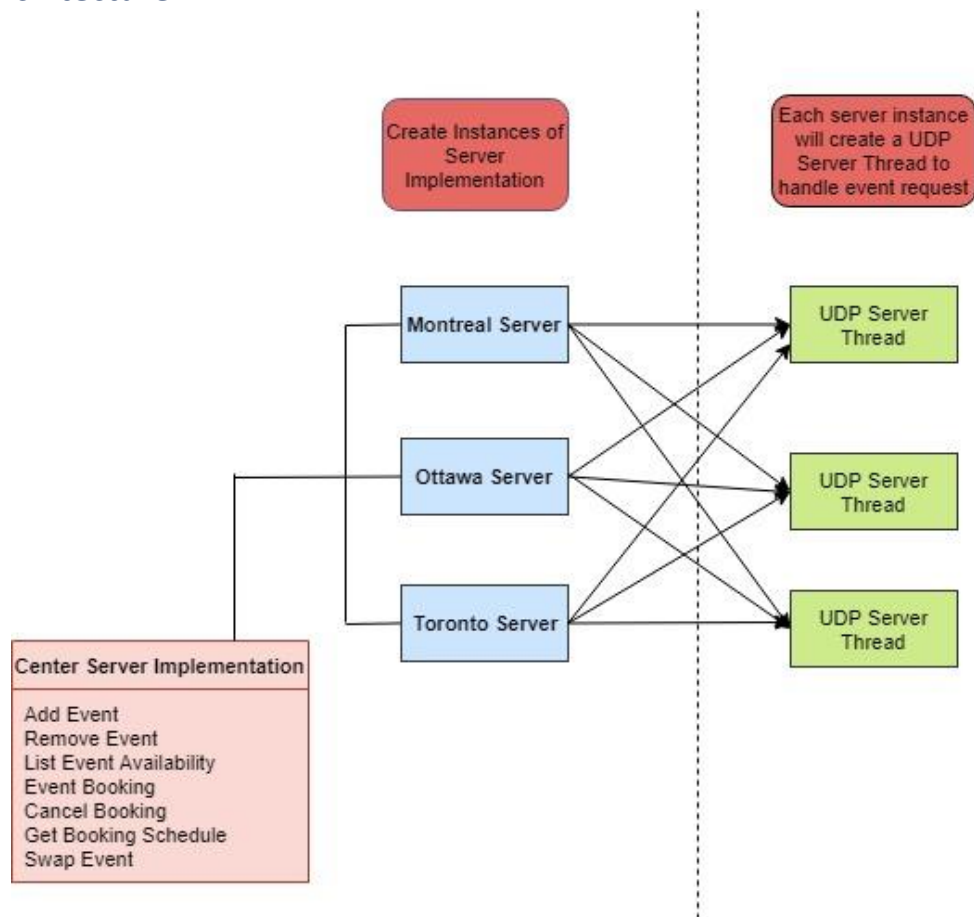 Create Instances of
Server
Implementation
Each server instance
will create a UDP
Server Thread to
handle event request
Montreal Server
UDP Server
Thread
Ottawa Server
UDP Server
Thread
Toronto Server
UDP Server
Thread
Center Server Implementation
Add Event
Remove Event
List Event Availability
Event Booking
Cancel Booking
Get Booking Schedule
Swap Event